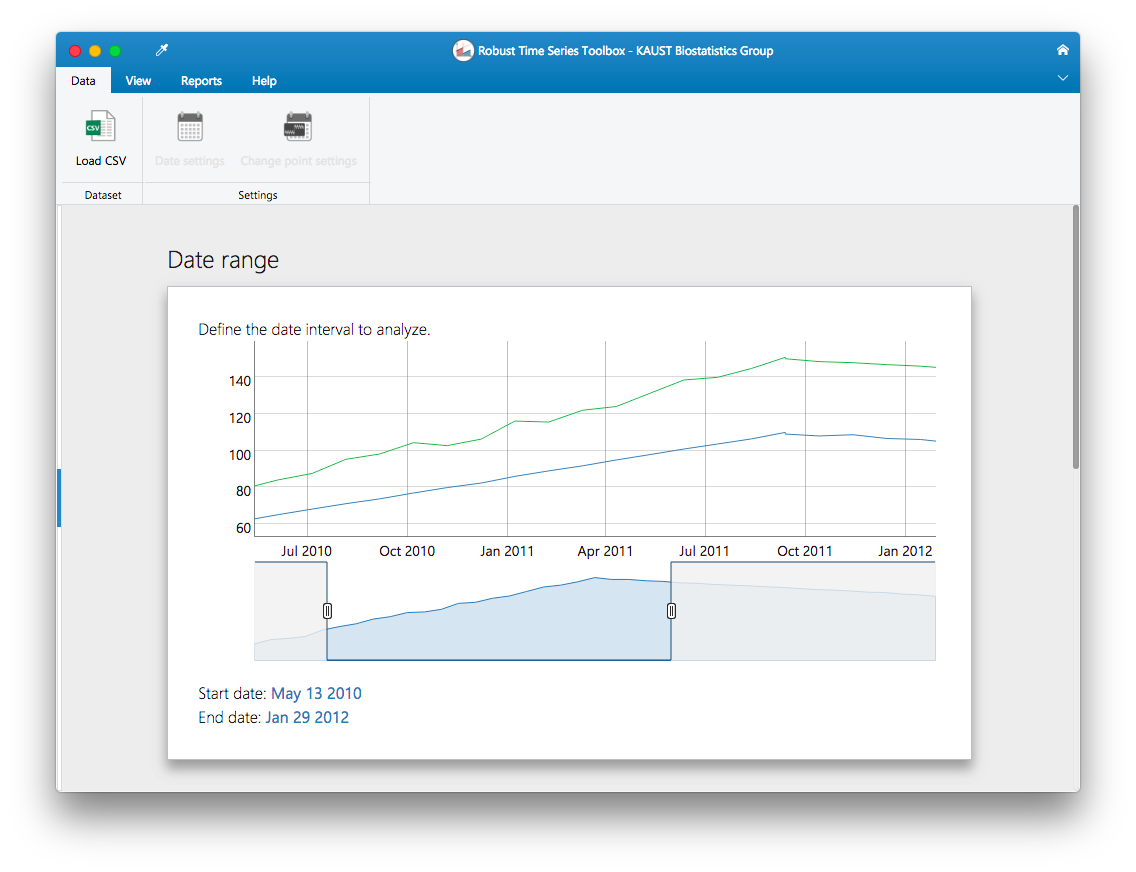 Robust Time Series Toolbox - KAUST Biostatistics Group
Data View Reports Help
CSV
Load CSV Date settings Change point settings
Dataset Settings
Date range
Define the date interval to analyze.
140
120
100
80
60
Jul 2010 Oct 2010 Jan 2011 Apr 2011 Jul 2011 Oct 2011 Jan 2012
Start date: May 13 2010
End date: Jan 29 2012